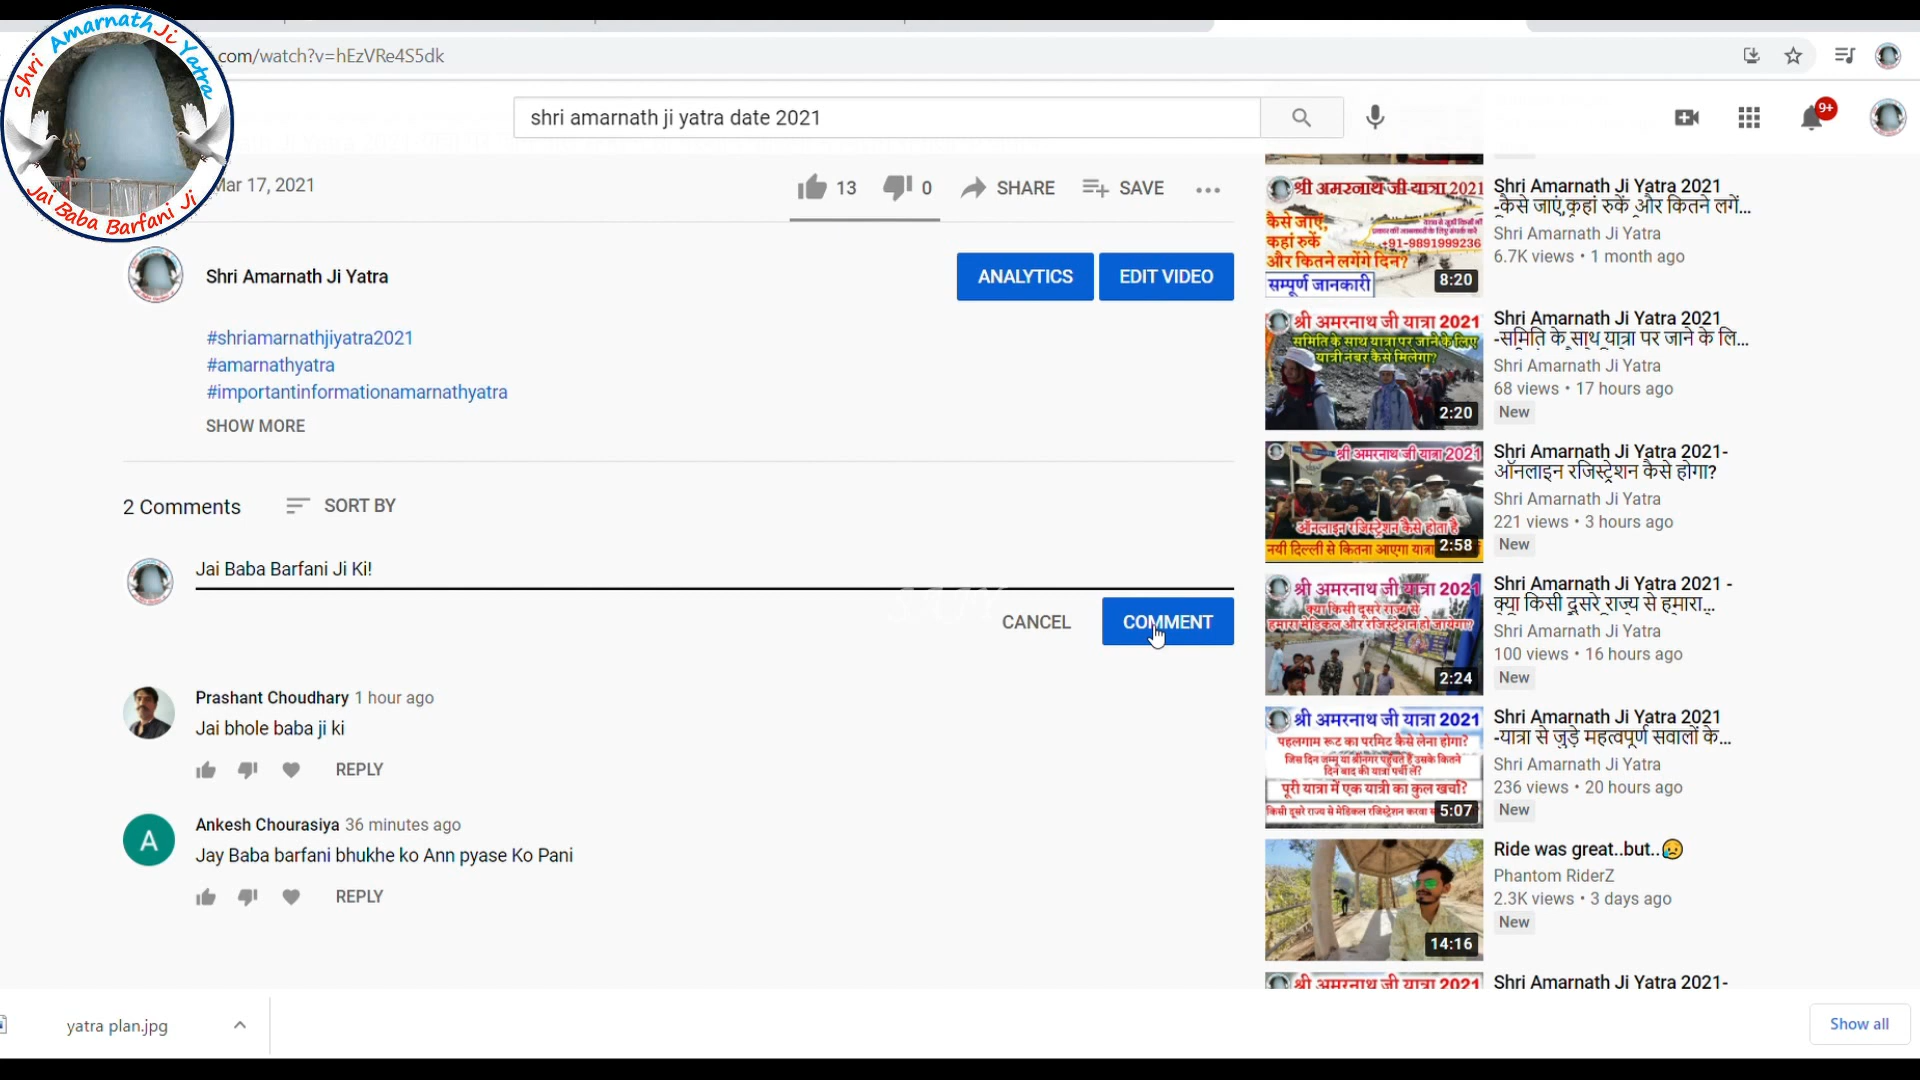 Shri Amarnath Ji Yatra
Jai Baba Barfani Ji
com/watch?v=hEzVRe4S5dk
shri amarnath ji yatra date 2021
9+
Mar 17, 2021
13
0
SHARE
SAVE
Shri Amarnath Ji Yatra
ANALYTICS
EDIT VIDEO
#shriamarnathjiyatra2021
#amarnathyatra
#importantinformationamarnathyatra
SHOW MORE
2 Comments
SORT BY
Jai Baba Barfani Ji Ki!
CANCEL
COMMENT
Prashant Choudhary 1 hour ago
Jai bhole baba ji ki
REPLY
A
Ankesh Chourasiya 36 minutes ago
Jay Baba barfani bhukhe ko Ann pyase Ko Pani
REPLY
श्री अमरनाथ जी यात्रा 2021
कैसे जाएं,
कहां रुकें
+91-9891999236
और कितने लगेंगे दिन?
सम्पूर्ण जानकारी
8:20
Shri Amarnath Ji Yatra 2021
-कैसे जाएं,कहां रुकें और कितने लगें...
Shri Amarnath Ji Yatra
6.7K views • 1 month ago
श्री अमरनाथ जी यात्रा 2021
समिति के साथ यात्रा पर जाने के लिए
यात्री नंबर कैसे मिलेगा?
2:20
Shri Amarnath Ji Yatra 2021
-समिति के साथ यात्रा पर जाने के लि...
Shri Amarnath Ji Yatra
68 views • 17 hours ago
New
श्री अमरनाथ जी यात्रा 2021
ऑनलाइन रजिस्ट्रेशन कैसे होता है
नयी दिल्ली से कितना आएगा
2:58
Shri Amarnath Ji Yatra 2021-
ऑनलाइन रजिस्ट्रेशन कैसे होगा?
Shri Amarnath Ji Yatra
221 views • 3 hours ago
New
श्री अमरनाथ जी यात्रा 2021
क्या किसी दूसरे राज्य से
हमारा मेडिकल और रजिस्ट्रेशन हो जायेगा?
2:24
Shri Amarnath Ji Yatra 2021 -
क्या किसी दूसरे राज्य से हमारा...
Shri Amarnath Ji Yatra
100 views • 16 hours ago
New
श्री अमरनाथ जी यात्रा 2021
पहलगाम रूट का परमिट कैसे लेना होगा?
जिस दिन जम्मू या श्रीनगर पहुंचते हैं उसके कितने
दिन बाद की यात्रा पर्ची लें?
पूरी यात्रा में एक यात्री का कुल खर्चा?
किसी दूसरे राज्य से मेडिकल रजिस्ट्रेशन करवा
5:07
Shri Amarnath Ji Yatra 2021
-यात्रा से जुड़े महत्वपूर्ण सवालों के...
Shri Amarnath Ji Yatra
236 views • 20 hours ago
New
14:16
Ride was great..but..😥
Phantom RiderZ
2.3K views • 3 days ago
New
श्री अमरनाथ जी यात्रा 2021
Shri Amarnath Ji Yatra 2021-
yatra plan.jpg
Show all